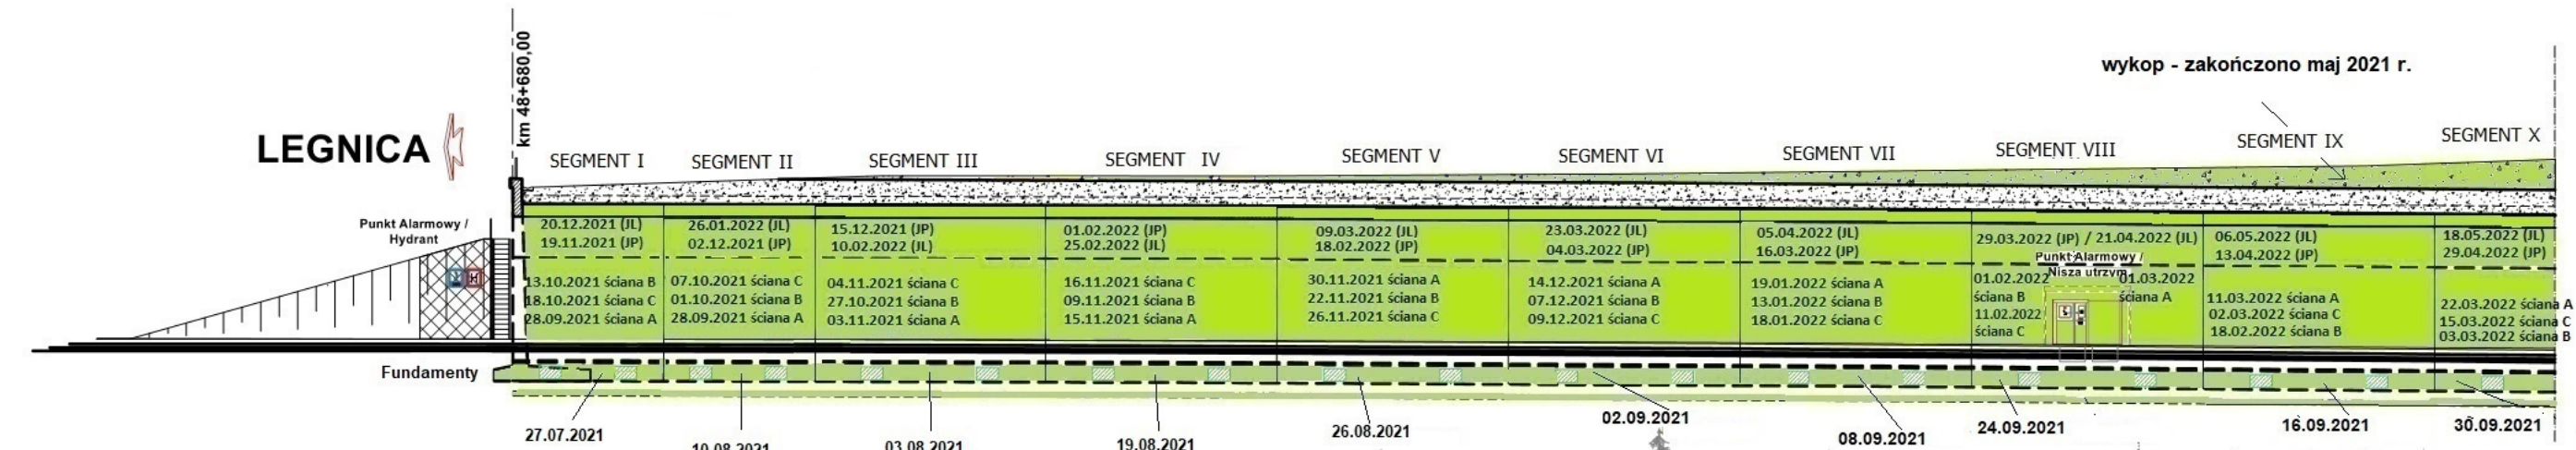 km 48+680,00
wykop - zakończono maj 2021 r.
LEGNICA
SEGMENT I
SEGMENT II
SEGMENT III
SEGMENT IV
SEGMENT V
SEGMENT VI
SEGMENT VII
SEGMENT VIII
SEGMENT IX
SEGMENT X
Punkt Alarmowy /
Hydrant
20.12.2021 (JL)
19.11.2021 (JP)
13.10.2021 ściana B
18.10.2021 ściana C
28.09.2021 ściana A
26.01.2022 (JL)
02.12.2021 (JP)
07.10.2021 ściana C
01.10.2021 ściana B
28.09.2021 ściana A
15.12.2021 (JP)
10.02.2022 (JL)
04.11.2021 ściana C
27.10.2021 ściana B
03.11.2021 ściana A
01.02.2022 (JP)
25.02.2022 (JL)
16.11.2021 ściana C
09.11.2021 ściana B
15.11.2021 ściana A
09.03.2022 (JL)
18.02.2022 (JP)
30.11.2021 ściana A
22.11.2021 ściana B
26.11.2021 ściana C
23.03.2022 (JL)
04.03.2022 (JP)
14.12.2021 ściana A
07.12.2021 ściana B
09.12.2021 ściana C
05.04.2022 (JL)
16.03.2022 (JP)
19.01.2022 ściana A
13.01.2022 ściana B
18.01.2022 ściana C
29.03.2022 (JP) / 21.04.2022 (JL)
Punkt Alarmowy /
Nisza utrzym.
01.02.2022
ściana B
11.02.2022
ściana C
01.03.2022
ściana A
06.05.2022 (JL)
13.04.2022 (JP)
11.03.2022 ściana A
02.03.2022 ściana C
18.02.2022 ściana B
18.05.2022 (JL)
29.04.2022 (JP)
22.03.2022 ściana A
15.03.2022 ściana C
03.03.2022 ściana B
Fundamenty
27.07.2021
10.08.2021
03.08.2021
19.08.2021
26.08.2021
02.09.2021
08.09.2021
24.09.2021
16.09.2021
30.09.2021